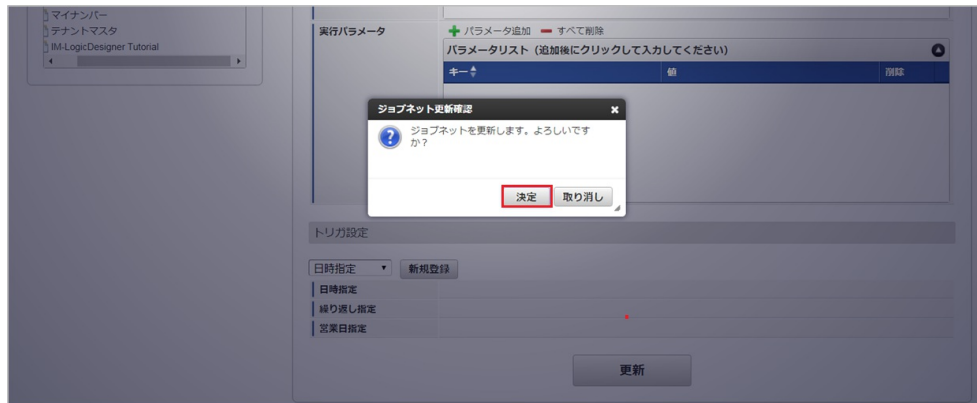 マイナンバー
テナントマスタ
IM-LogicDesigner Tutorial
実行パラメータ
パラメータ追加 すべて削除
パラメータリスト（追加後にクリックして入力してください）
キー 値 削除
ジョブネット更新確認
ジョブネットを更新します。よろしいです
か？
決定 取り消し
トリガ設定
日時指定 新規登録
日時指定
繰り返し指定
営業日指定
更新